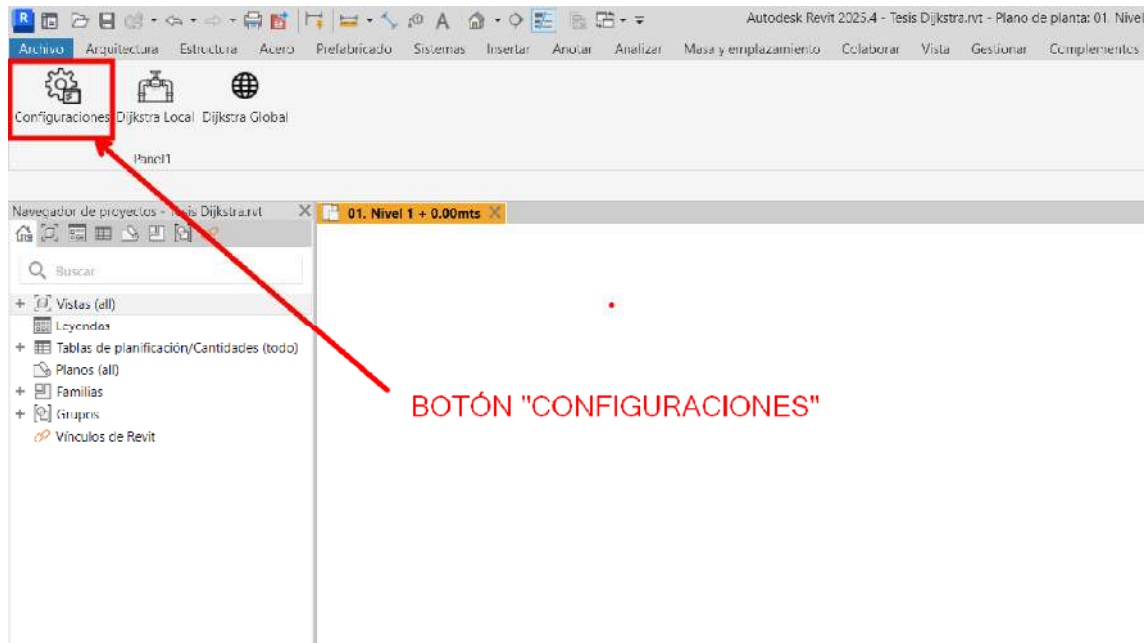 Autodesk Revit 2025.4 - Tesis Dijkstra.rvt - Plano de planta: 01. Nivel
Archivo Arquitectura Estructura Acero Prefabricado Sistemas Insertar Anotar Analizar Masa y emplazamiento Colaborar Vista Gestionar Complementos
Configuraciones Dijkstra Local Dijkstra Global
Panel1
Navegador de proyectos - Tesis Dijkstra.rvt
01. Nivel 1 + 0.00mts
Buscar
Vistas (all)
Leyendas
Tablas de planificación/Cantidades (todo)
Planos (all)
Familias
Grupos
Vínculos de Revit
BOTÓN "CONFIGURACIONES"